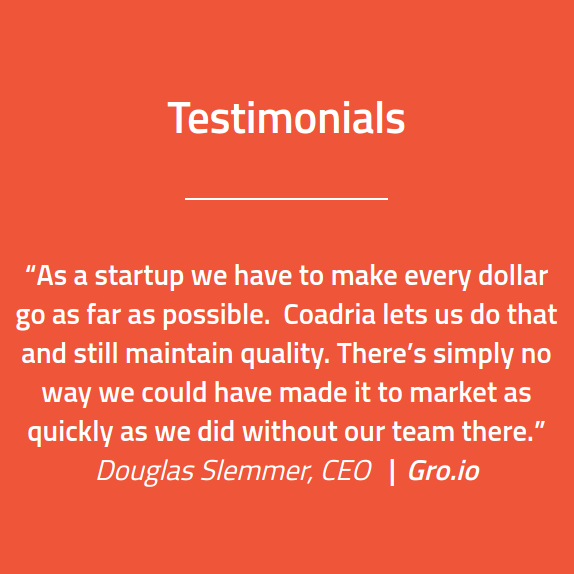 Testimonials
“As a startup we have to make every dollar
go as far as possible.  Coadria lets us do that
and still maintain quality. There’s simply no
way we could have made it to market as
quickly as we did without our team there.”
Douglas Slemmer, CEO | Gro.io